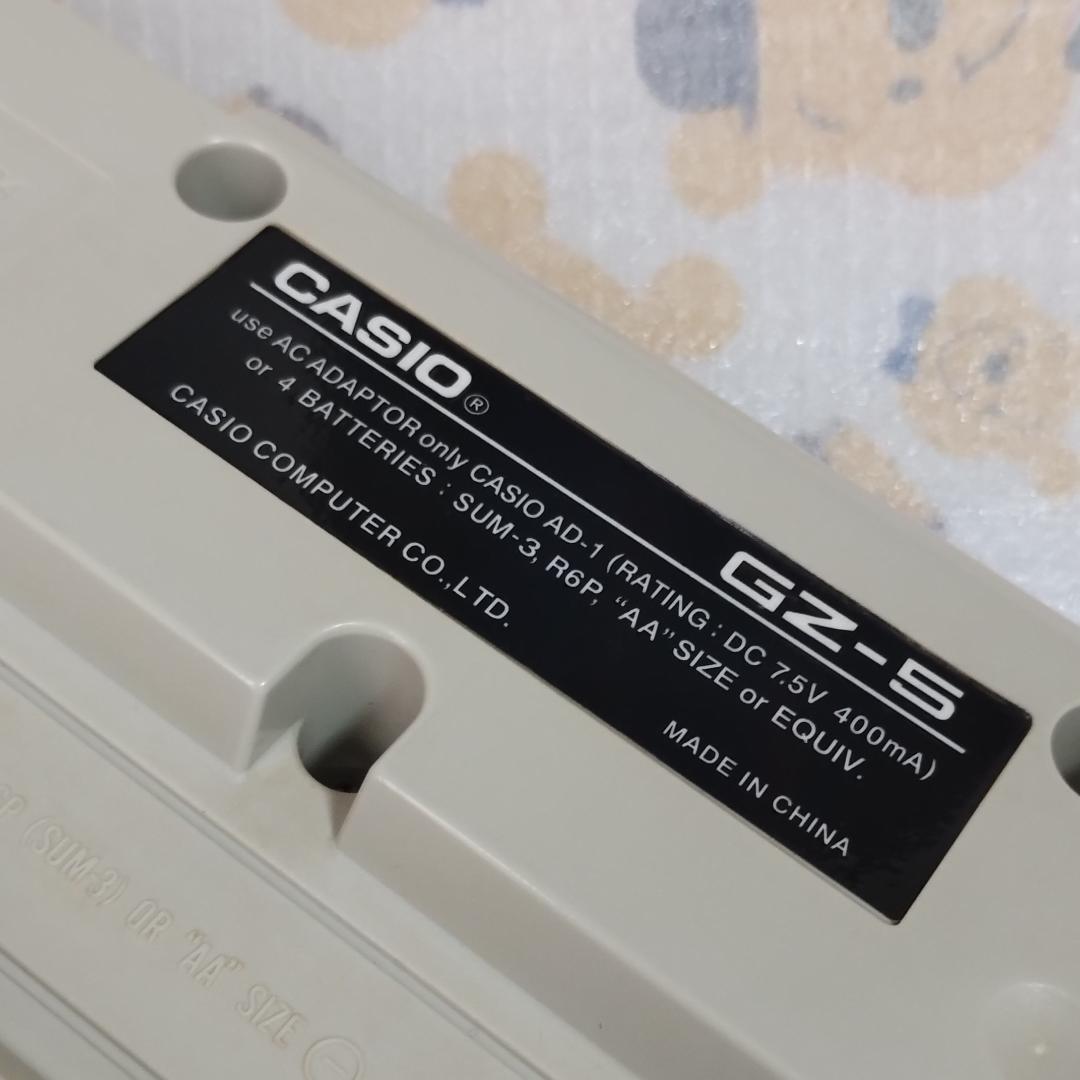 CASIO®
GZ-5
use AC ADAPTOR only CASIO AD-1 (RATING : DC 7.5V 400mA)
or 4 BATTERIES : SUM-3, R6P, “AA” SIZE or EQUIV.
CASIO COMPUTER CO.,LTD.
MADE IN CHINA
(SUM-3) OR "AA" SIZE